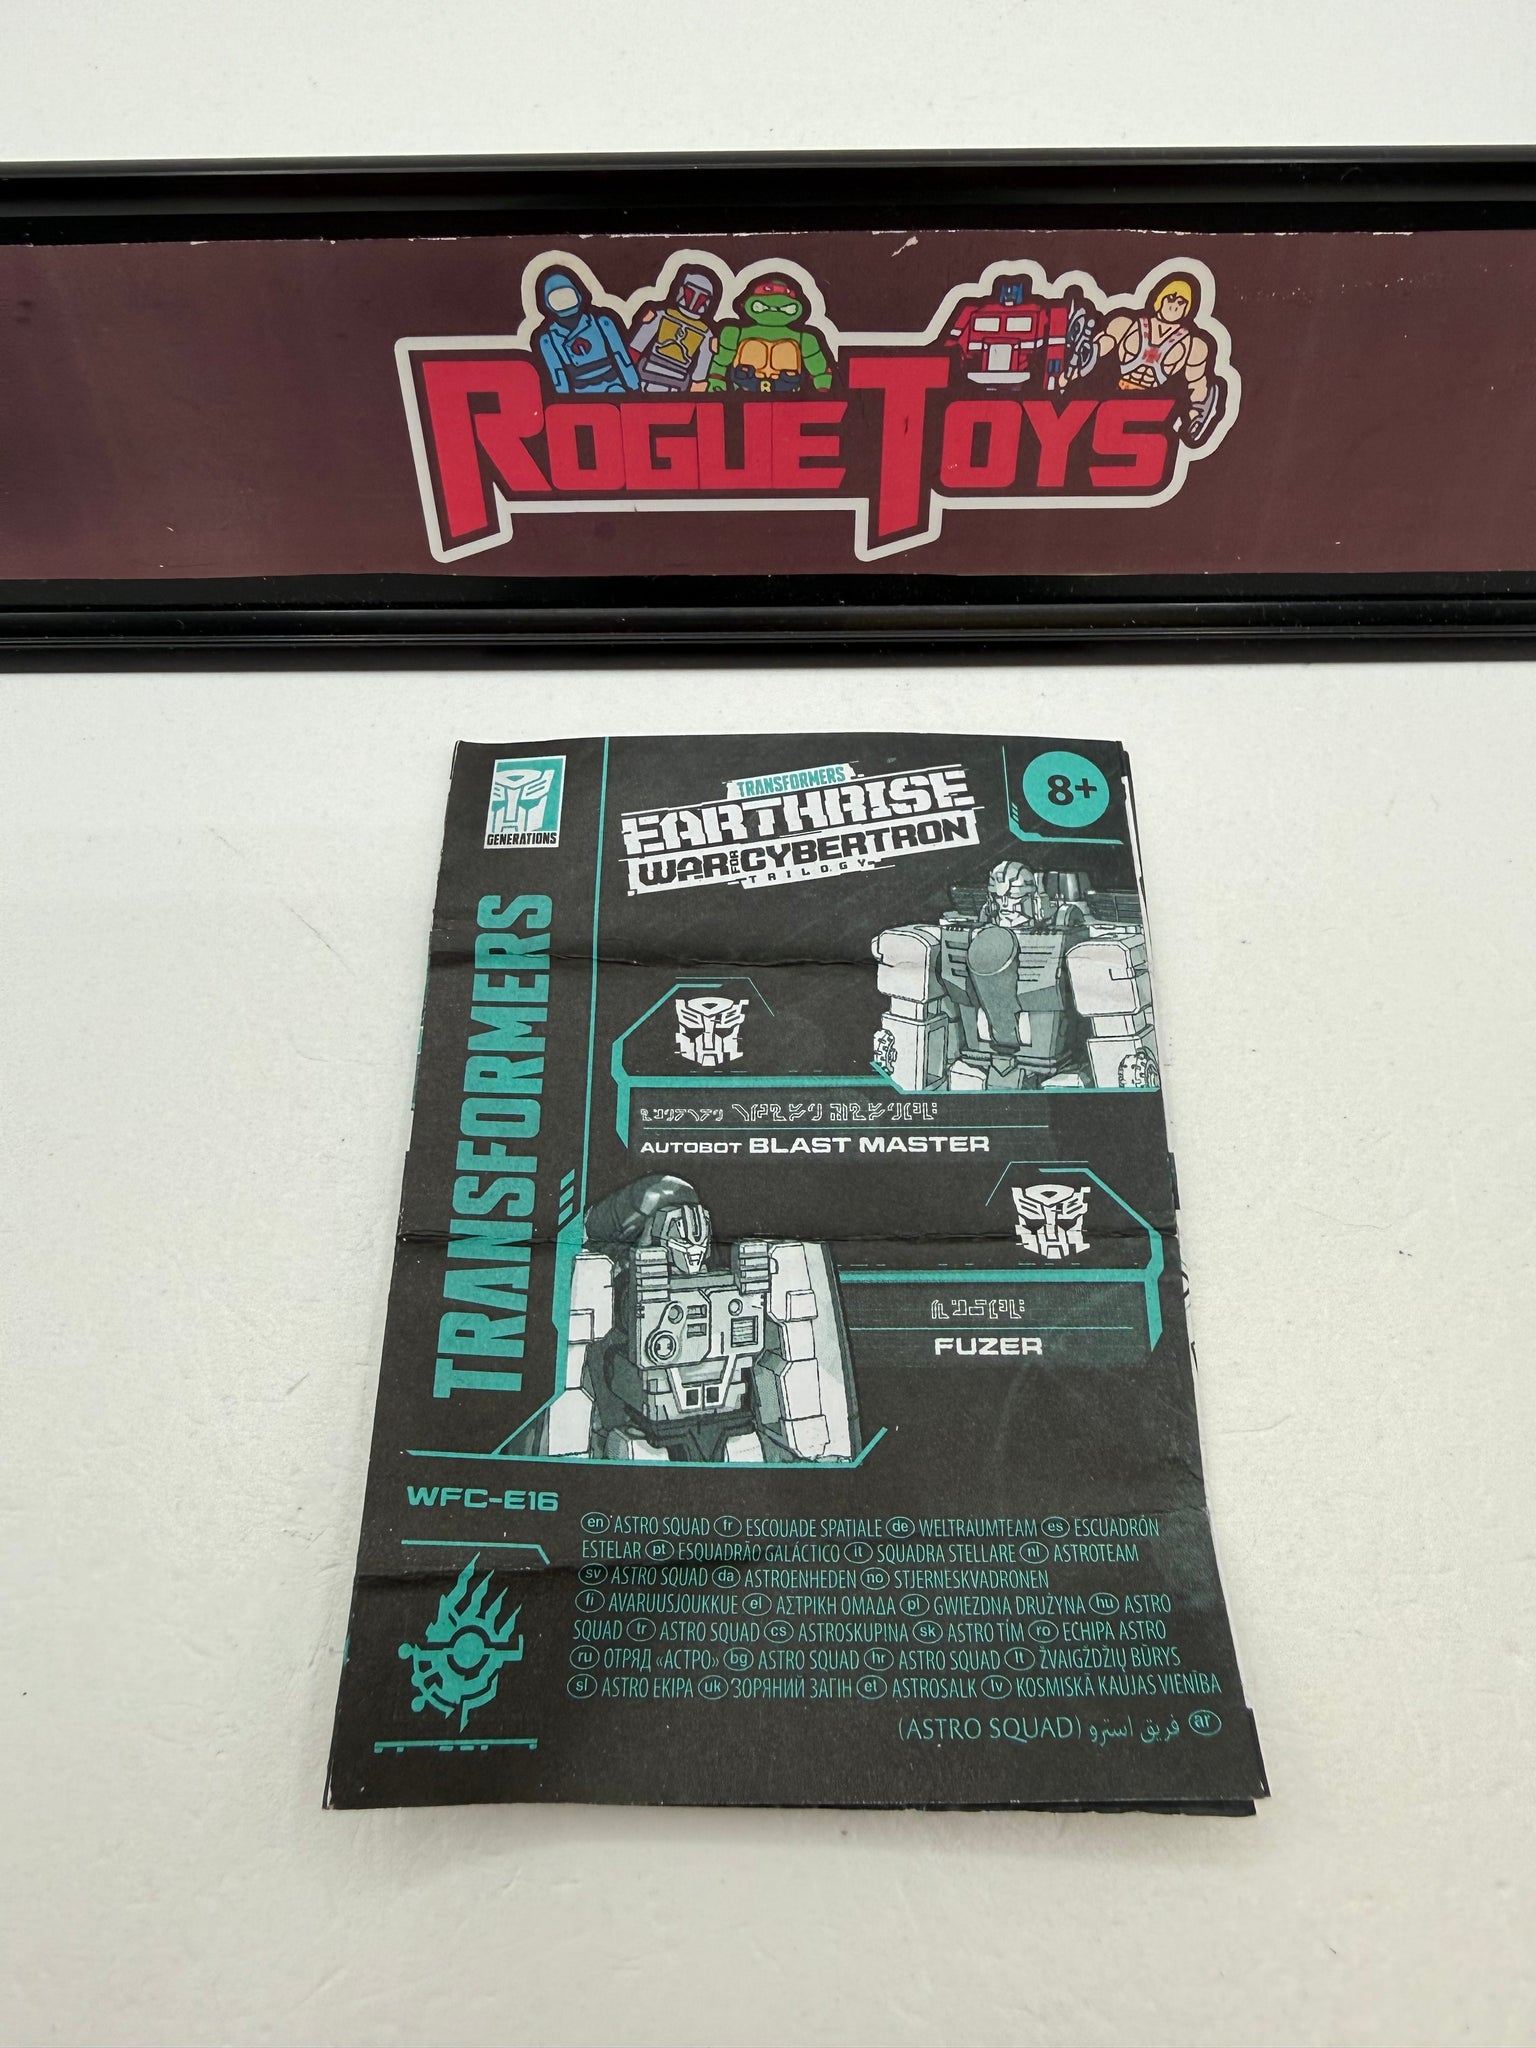 ROGUE TOYS
GENERATIONS
TRANSFORMERS
EARTHRISE
WAR FOR CYBERTRON
TRILOGY
8+
TRANSFORMERS
AUTOBOT BLAST MASTER
FUZER
WFC-E16
en ASTRO SQUAD fr ESCOUADE SPATIALE de WELTRAUMTEAM es ESCUADRÓN
ESTELAR pt ESQUADRÃO GALÁCTICO it SQUADRA STELLARE nl ASTROTEAM
sv ASTRO SQUAD da ASTROENHEDEN no STJERNESKVADRONEN
fi AVARUUSJOUKKUE el ΑΣΤΡΙΚΗ ΟΜΑΔΑ pl GWIEZDNA DRUŻYNA hu ASTRO
SQUAD tr ASTRO SQUAD cs ASTROSKUPINA sk ASTRO TÍM ro ECHIPA ASTRO
ru ОТРЯД «АСТРО» bg ASTRO SQUAD hr ASTRO SQUAD lt ŽVAIGŽDŽIŲ BŪRYS
sl ASTRO EKIPA uk ЗОРЯНИЙ ЗАГІН et ASTROSALK lv KOSMISKĀ KAUJAS VIENĪBA
ar فريق استرو (ASTRO SQUAD)